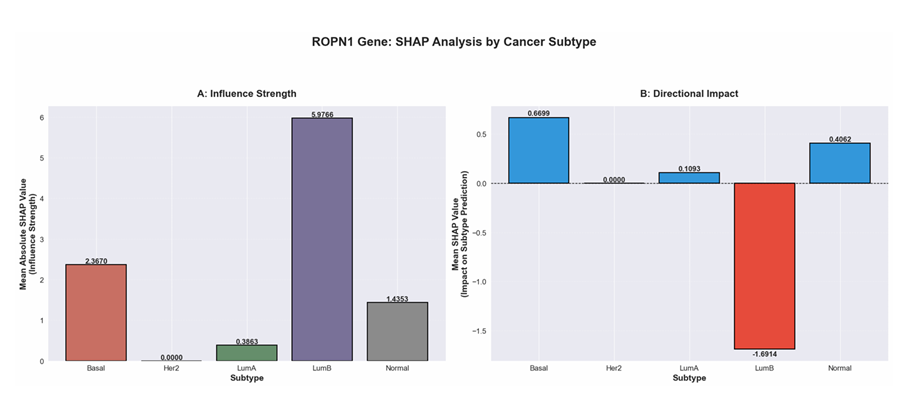 ROPN1 Gene: SHAP Analysis by Cancer Subtype
A: Influence Strength
Mean Absolute SHAP Value
(Influence Strength)
6
5
4
3
2
1
0
2.3670
0.0000
0.3863
5.9766
1.4353
Basal
Her2
LumA
LumB
Normal
Subtype
B: Directional Impact
Mean SHAP Value
(Impact on Subtype Prediction)
0.5
0.0
−0.5
−1.0
−1.5
0.6699
0.0000
0.1093
-1.6914
0.4062
Basal
Her2
LumA
LumB
Normal
Subtype